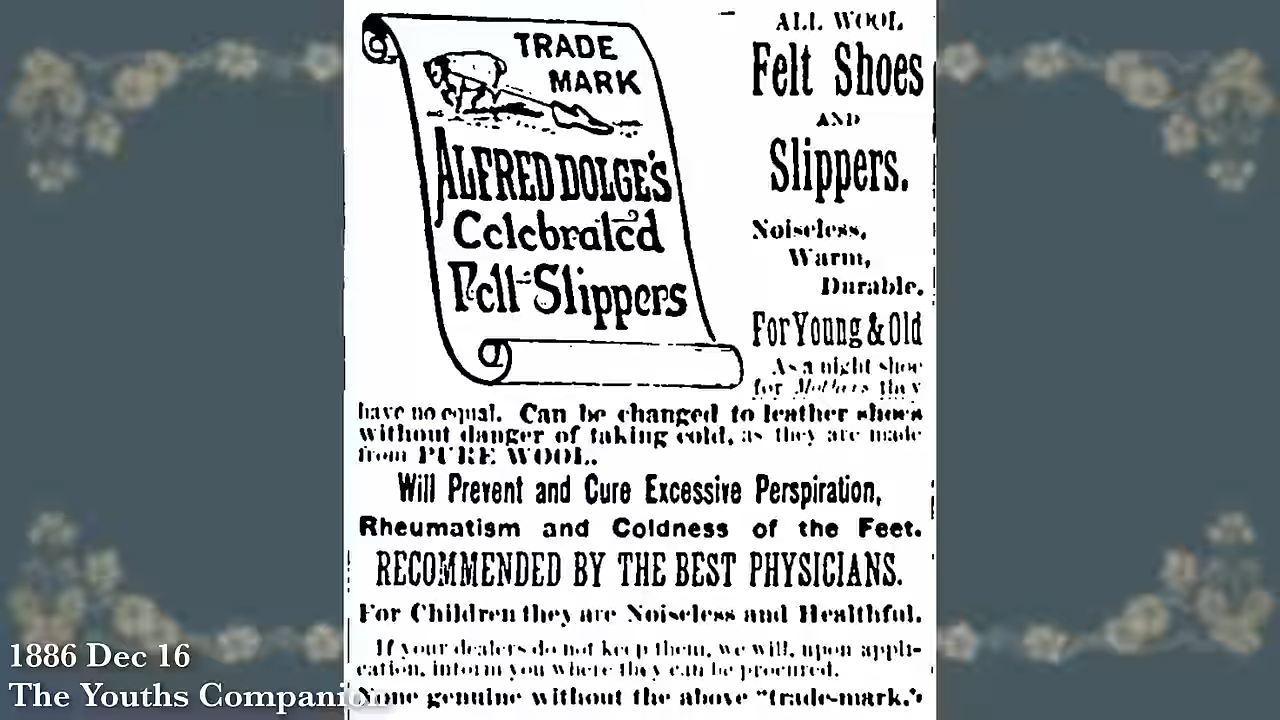 TRADE
MARK
ALFRED DOLGE'S
Celebrated
Felt Slippers
ALL WOOL
Felt Shoes
AND
Slippers.
Noiseless,
Warm,
Durable.
For Young & Old
As a night shoe
for Mothers they
have no equal. Can be changed to leather shoes
without danger of taking cold, as they are made
from PURE WOOL.
Will Prevent and Cure Excessive Perspiration,
Rheumatism and Coldness of the Feet.
RECOMMENDED BY THE BEST PHYSICIANS.
For Children they are Noiseless and Healthful.
If your dealers do not keep them, we will, upon appli-
cation, inform you where they can be procured.
None genuine without the above "trade-mark."
1886 Dec 16
The Youths Companion